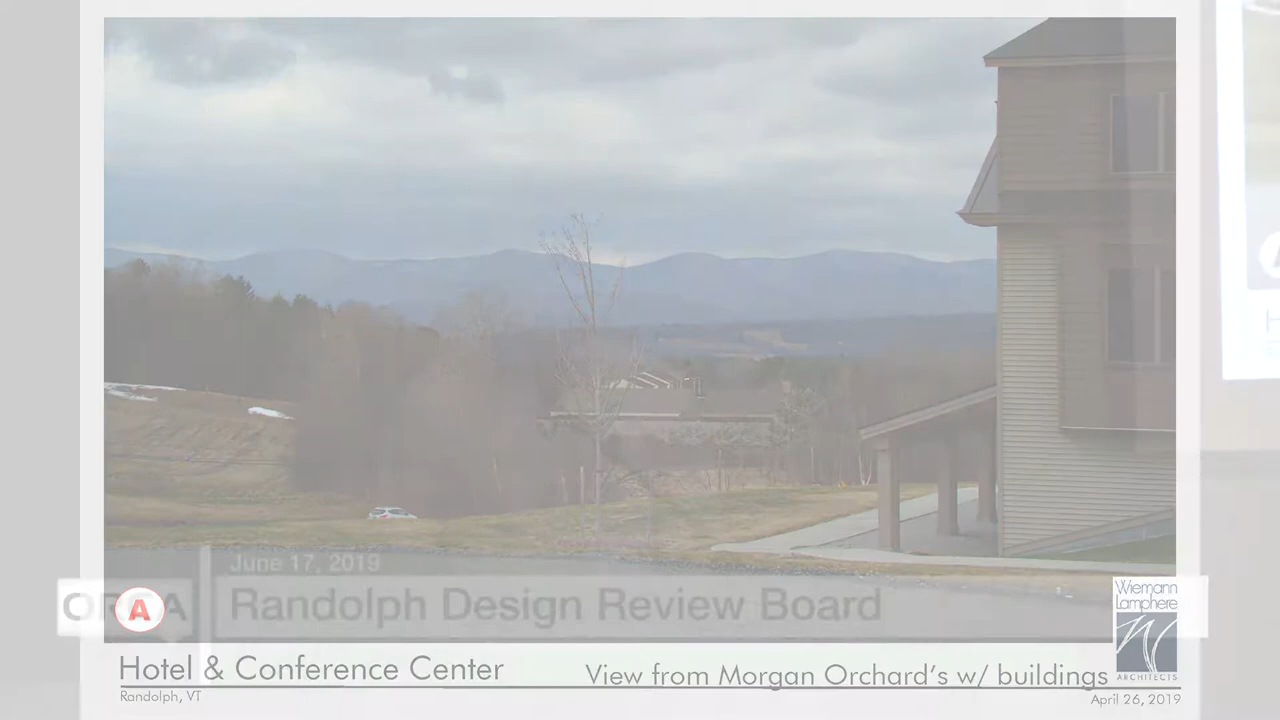 June 17, 2019
ORCA
Randolph Design Review Board
A
Wiemann
Lamphere
ARCHITECTS
Hotel & Conference Center
View from Morgan Orchard's w/ buildings
Randolph, VT
April 26, 2019